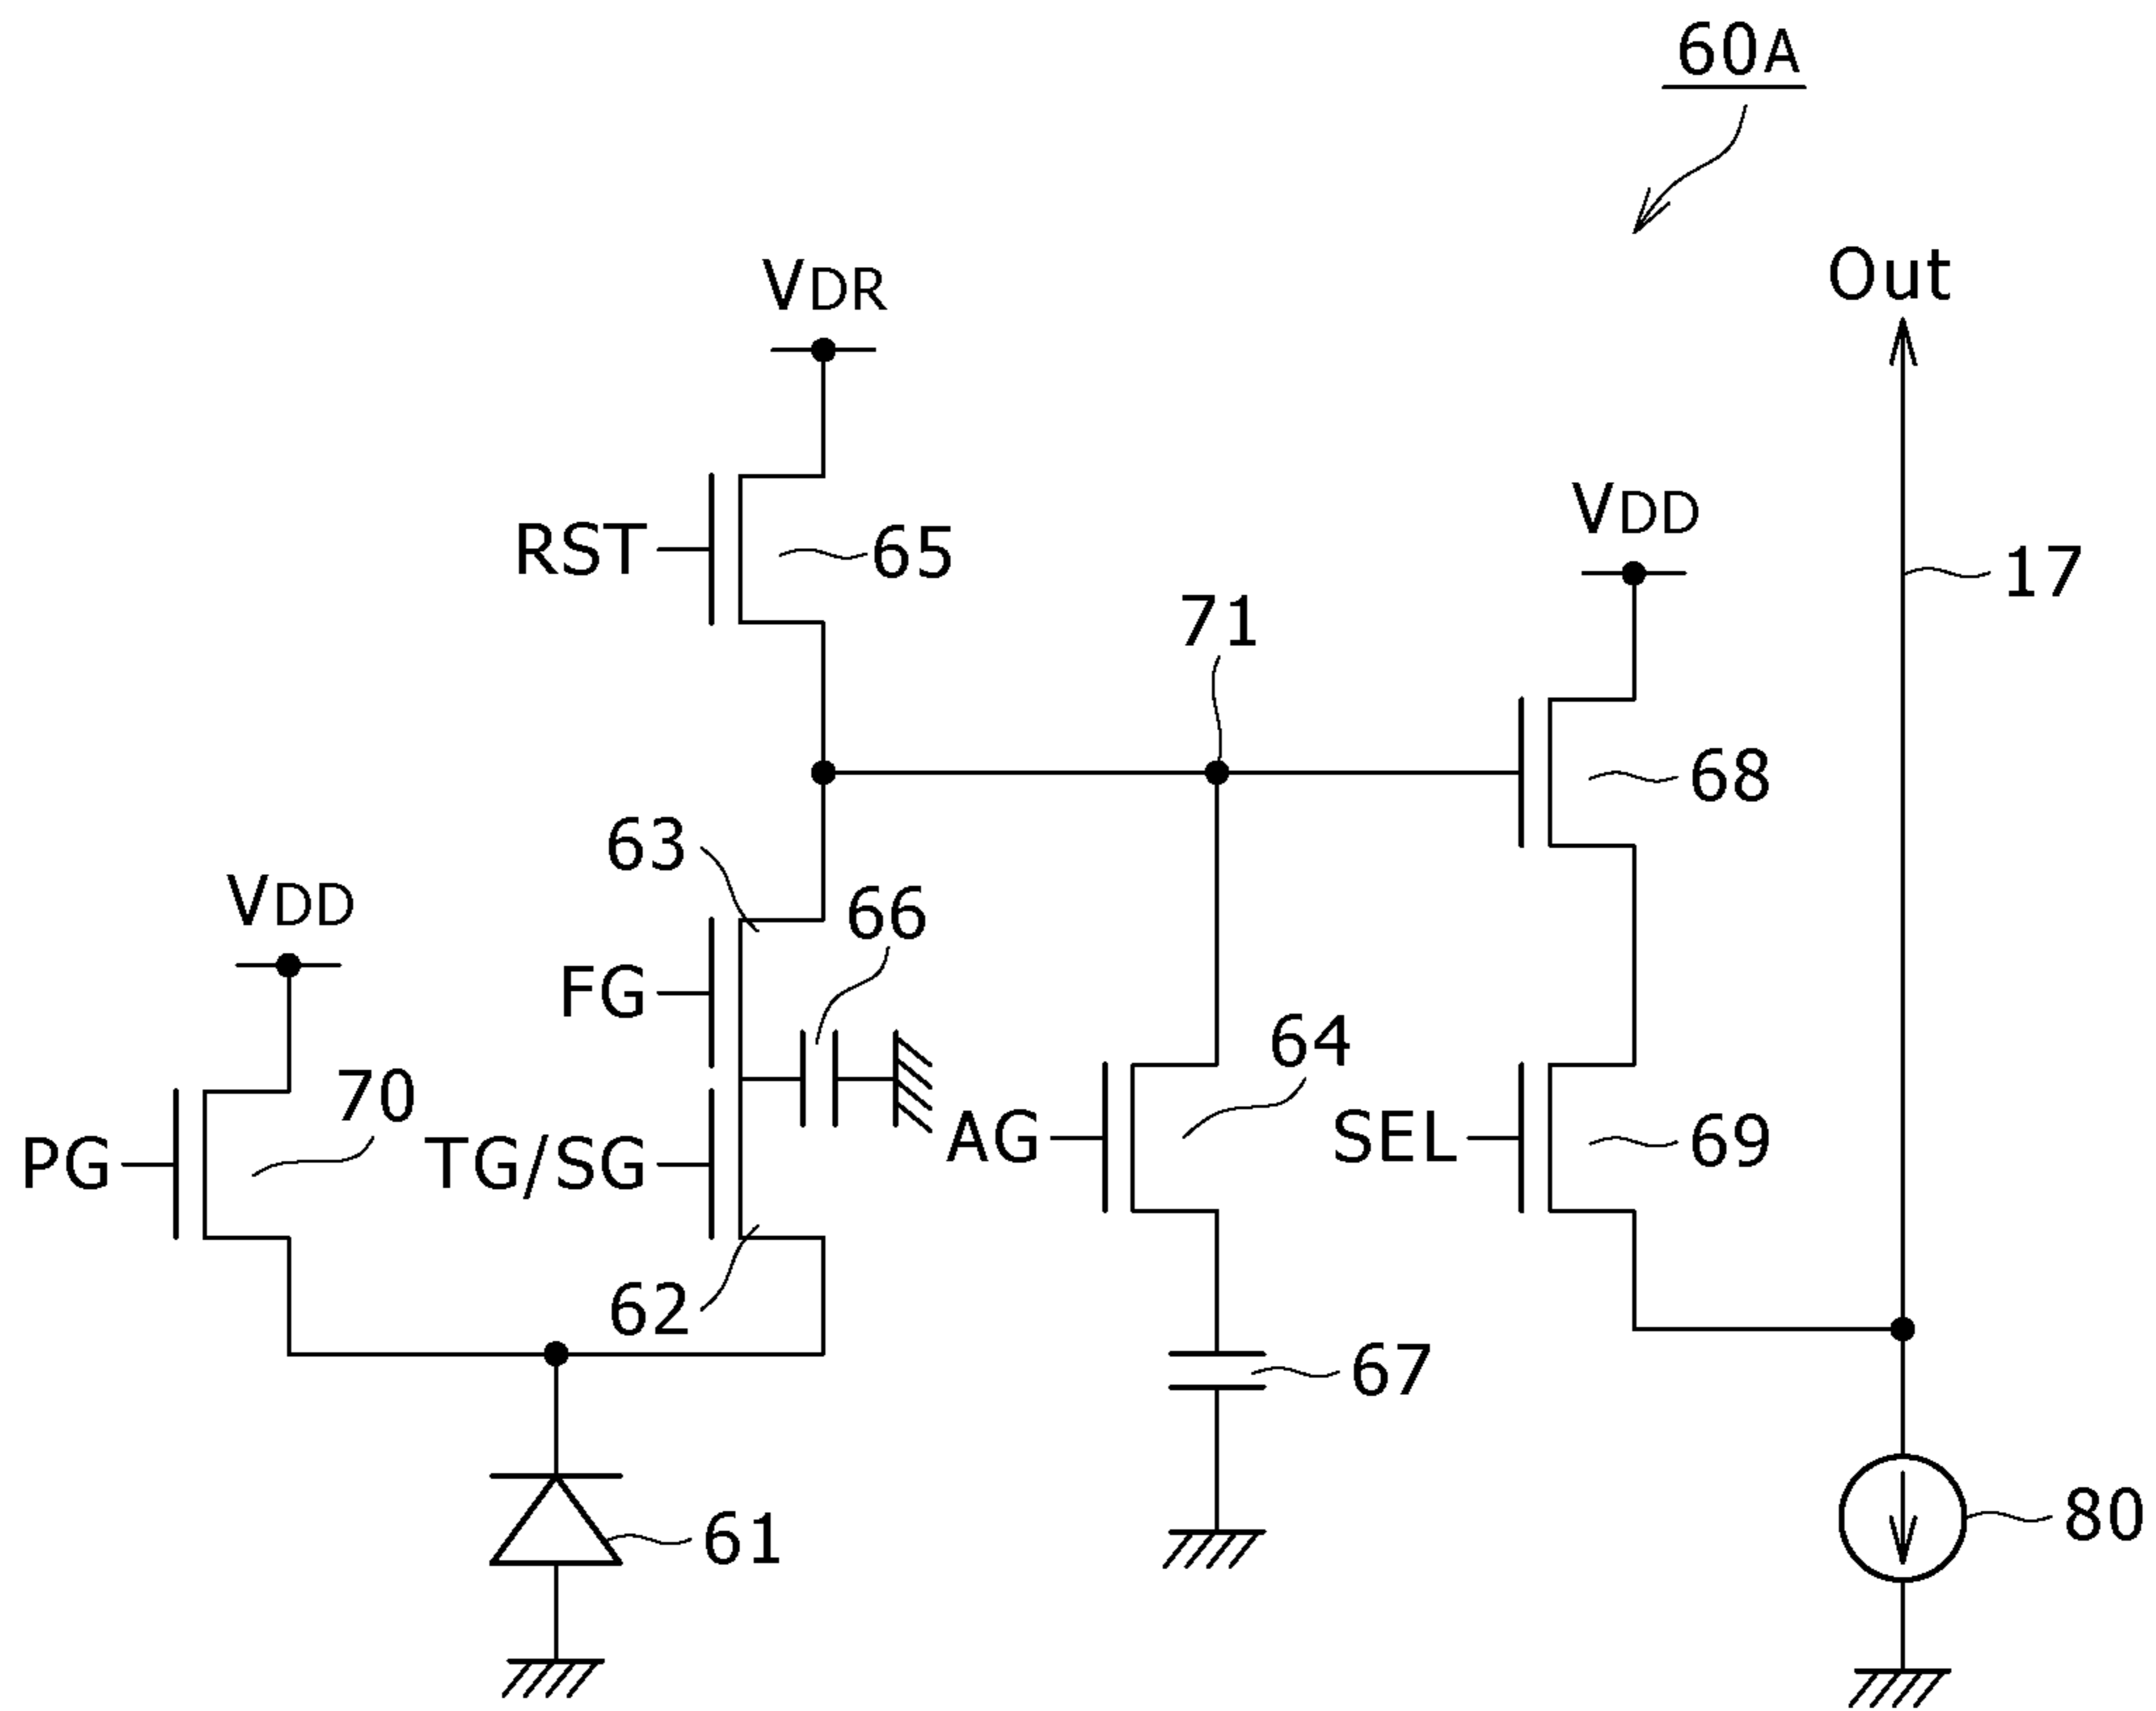 60A
VDR
Out
RST
65
VDD
17
71
68
63
66
VDD
FG
64
70
AG
SEL
69
PG
TG/SG
62
67
61
80